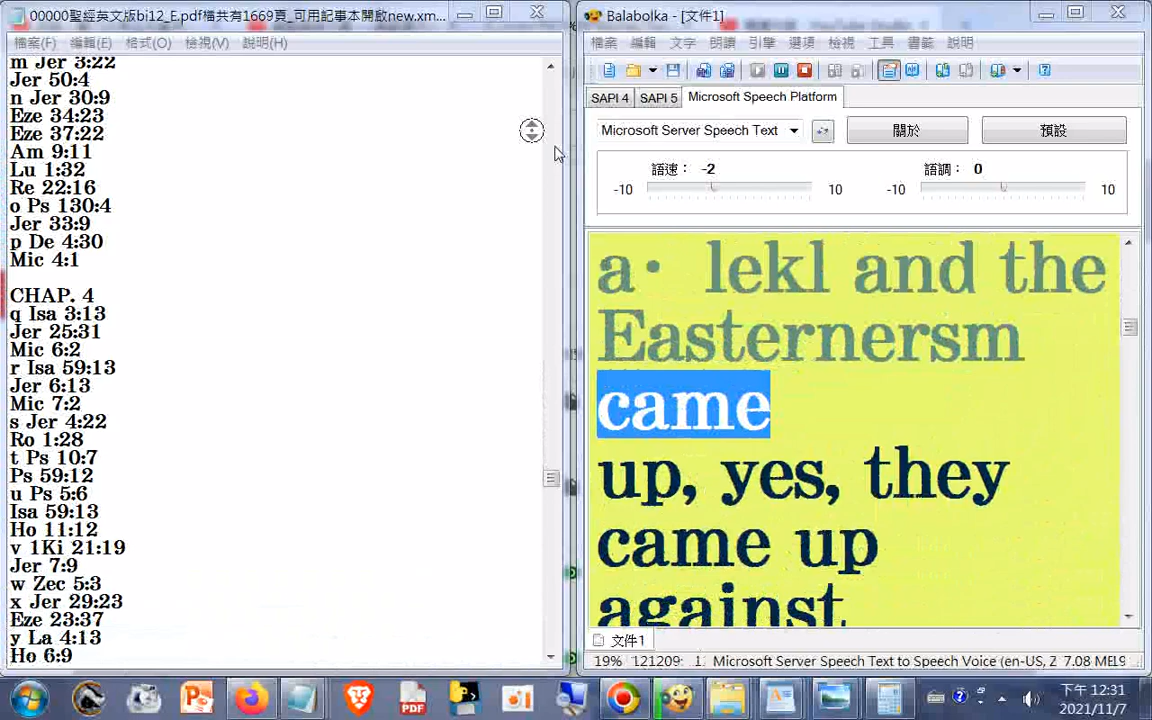 00000聖經英文版bi12_E.pdf檔共有1669頁_可用記事本開啟new.xm...
檔案(F) 編輯(E) 格式(O) 檢視(V) 說明(H)
m Jer 3:22
Jer 50:4
n Jer 30:9
Eze 34:23
Eze 37:22
Am 9:11
Lu 1:32
Re 22:16
o Ps 130:4
Jer 33:9
p De 4:30
Mic 4:1
CHAP. 4
q Isa 3:13
Jer 25:31
Mic 6:2
r Isa 59:13
Jer 6:13
Mic 7:2
s Jer 4:22
Ro 1:28
t Ps 10:7
Ps 59:12
u Ps 5:6
Isa 59:13
Ho 11:12
v 1Ki 21:19
Jer 7:9
w Zec 5:3
x Jer 29:23
Eze 23:37
y La 4:13
Ho 6:9
Balabolka - [文件1]
檔案 編輯 文字 朗讀 引擎 選項 檢視 工具 書籤 說明
SAPI 4 SAPI 5 Microsoft Speech Platform
Microsoft Server Speech Text 關於 預設
語速： -2 語調： 0
-10 10 -10 10
a· lekl and the
Easternersm
came
up, yes, they
came up
against
文件1
19% 121209: Microsoft Server Speech Text to Speech Voice (en-US, Z 7.08 ME
下午 12:31
2021/11/7